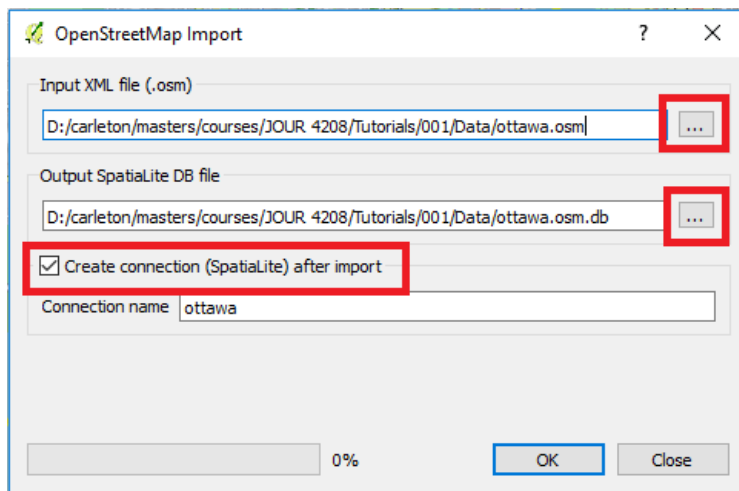 OpenStreetMap Import
? X
Input XML file (.osm)
D:/carleton/masters/courses/JOUR 4208/Tutorials/001/Data/ottawa.osm
...
Output SpatiaLite DB file
D:/carleton/masters/courses/JOUR 4208/Tutorials/001/Data/ottawa.osm.db
...
Create connection (SpatiaLite) after import
Connection name ottawa
0% OK Close